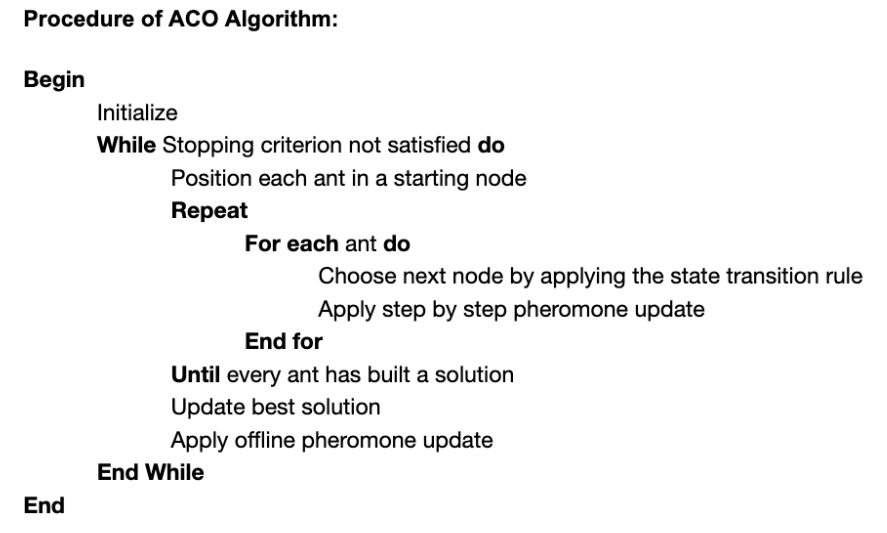 Procedure of ACO Algorithm:
Begin
Initialize
While Stopping criterion not satisfied do
Position each ant in a starting node
Repeat
For each ant do
Choose next node by applying the state transition rule
Apply step by step pheromone update
End for
Until every ant has built a solution
Update best solution
Apply offline pheromone update
End While
End